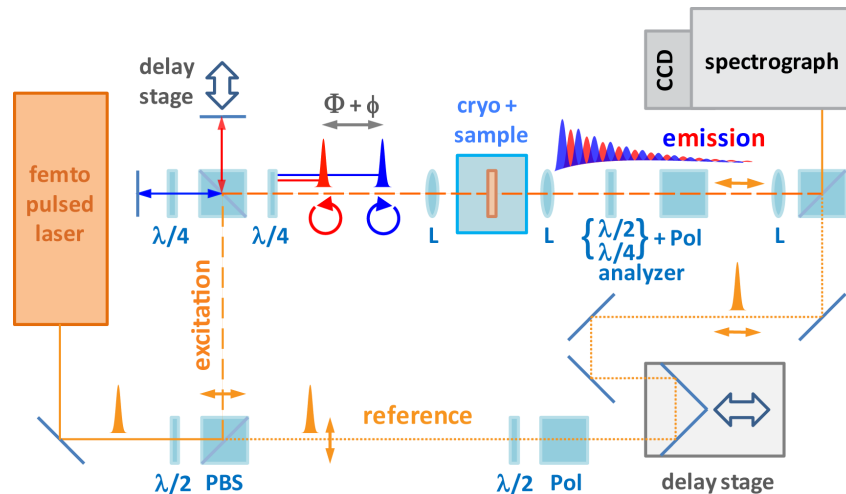 delay
stage
Φ + ϕ
cryo +
sample
emission
CCD
spectrograph
femto
pulsed
laser
λ/4
λ/4
L
L
{λ/2
λ/4} + Pol
analyzer
L
excitation
reference
λ/2
PBS
λ/2
Pol
delay stage